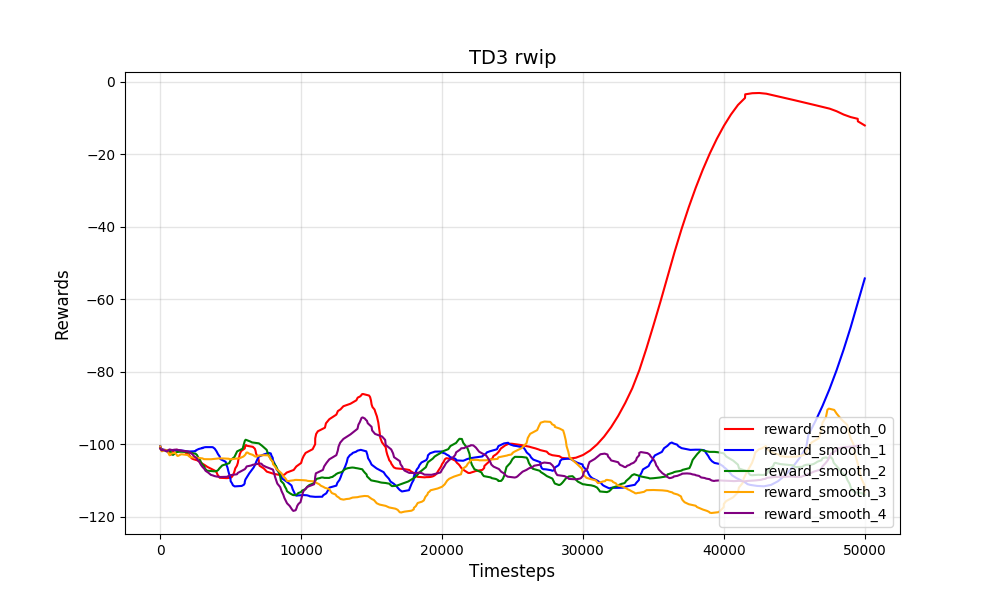 TD3 rwip
Rewards
0
−20
−40
−60
−80
−100
−120
reward_smooth_0
reward_smooth_1
reward_smooth_2
reward_smooth_3
reward_smooth_4
0 10000 20000 30000 40000 50000
Timesteps